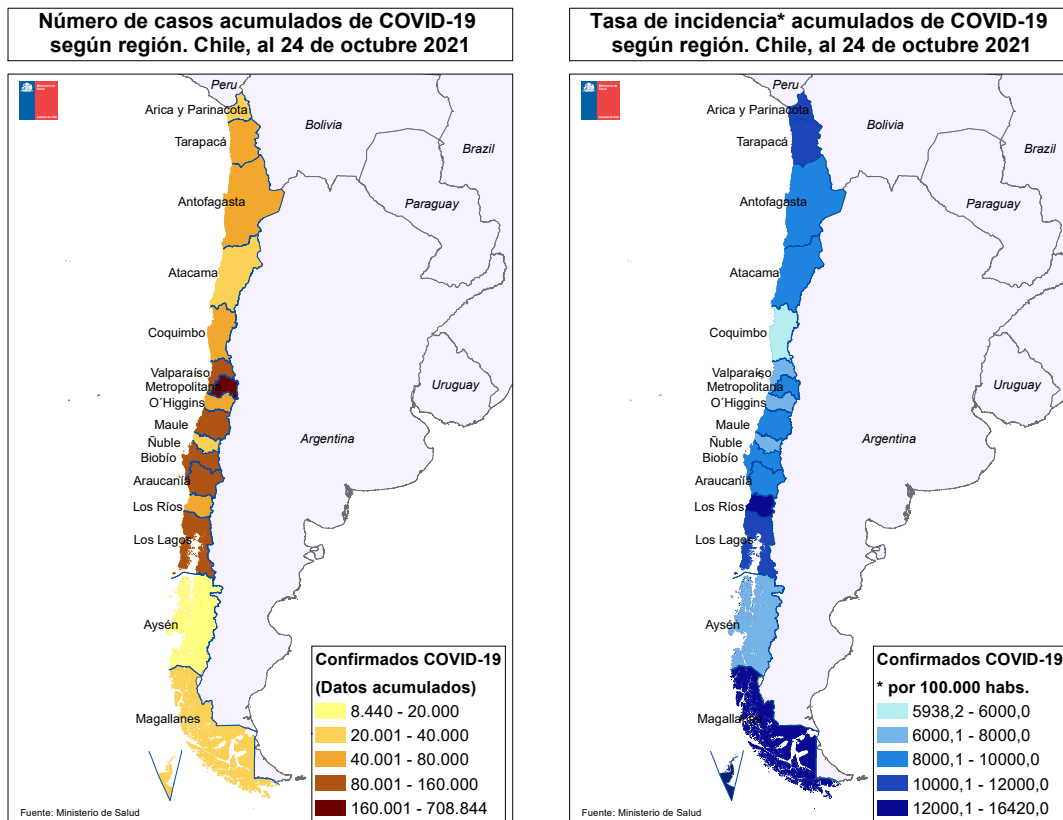 Número de casos acumulados de COVID-19
según región. Chile, al 24 de octubre 2021
Peru
Arica y Parinacota
Bolivia
Tarapacá
Brazil
Antofagasta
Paraguay
Atacama
Coquimbo
Valparaíso
Metropolitana
Uruguay
O´Higgins
Maule
Argentina
Ñuble
Biobío
Araucanía
Los Ríos
Los Lagos
Aysén
Magallanes
Confirmados COVID-19
(Datos acumulados)
8.440 - 20.000
20.001 - 40.000
40.001 - 80.000
80.001 - 160.000
160.001 - 708.844
Fuente: Ministerio de Salud
Tasa de incidencia* acumulados de COVID-19
según región. Chile, al 24 de octubre 2021
Peru
Arica y Parinacota
Bolivia
Tarapacá
Brazil
Antofagasta
Paraguay
Atacama
Coquimbo
Valparaíso
Metropolitana
Uruguay
O´Higgins
Maule
Argentina
Ñuble
Biobío
Araucanía
Los Ríos
Los Lagos
Aysén
Magallanes
Confirmados COVID-19
* por 100.000 habs.
5938,2 - 6000,0
6000,1 - 8000,0
8000,1 - 10000,0
10000,1 - 12000,0
12000,1 - 16420,0
Fuente: Ministerio de Salud